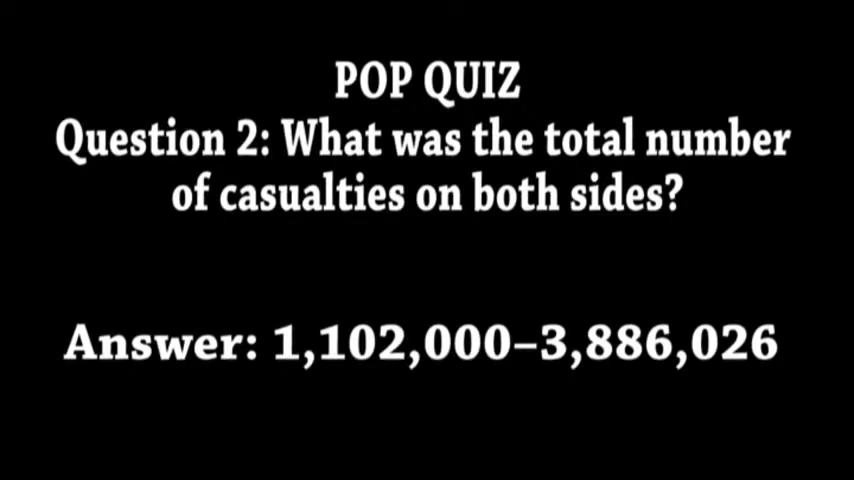 POP QUIZ
Question 2: What was the total number
of casualties on both sides?
Answer: 1,102,000–3,886,026